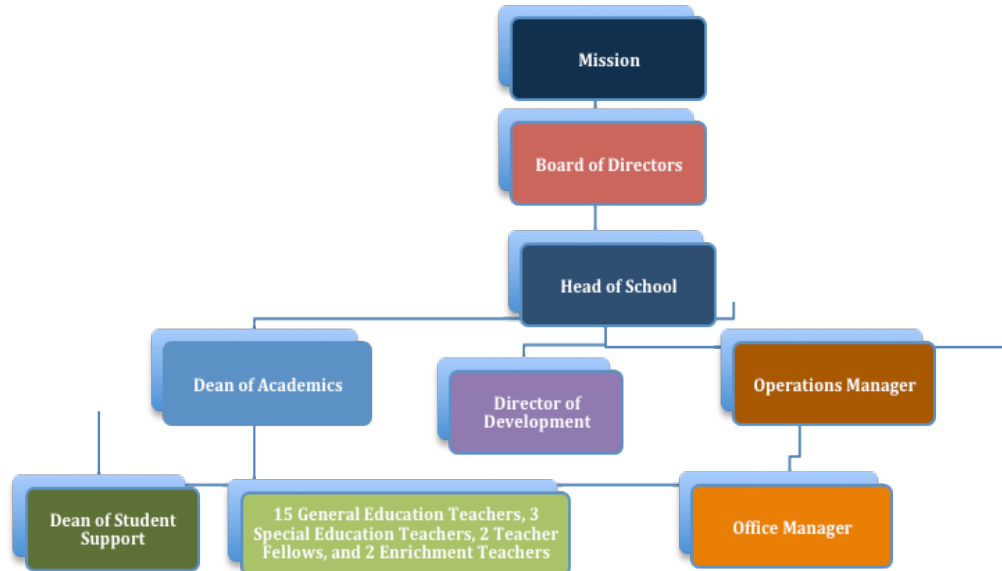 Mission
Board of Directors
Head of School
Dean of Academics
Director of
Development
Operations Manager
Dean of Student
Support
15 General Education Teachers, 3
Special Education Teachers, 2 Teacher
Fellows, and 2 Enrichment Teachers
Office Manager